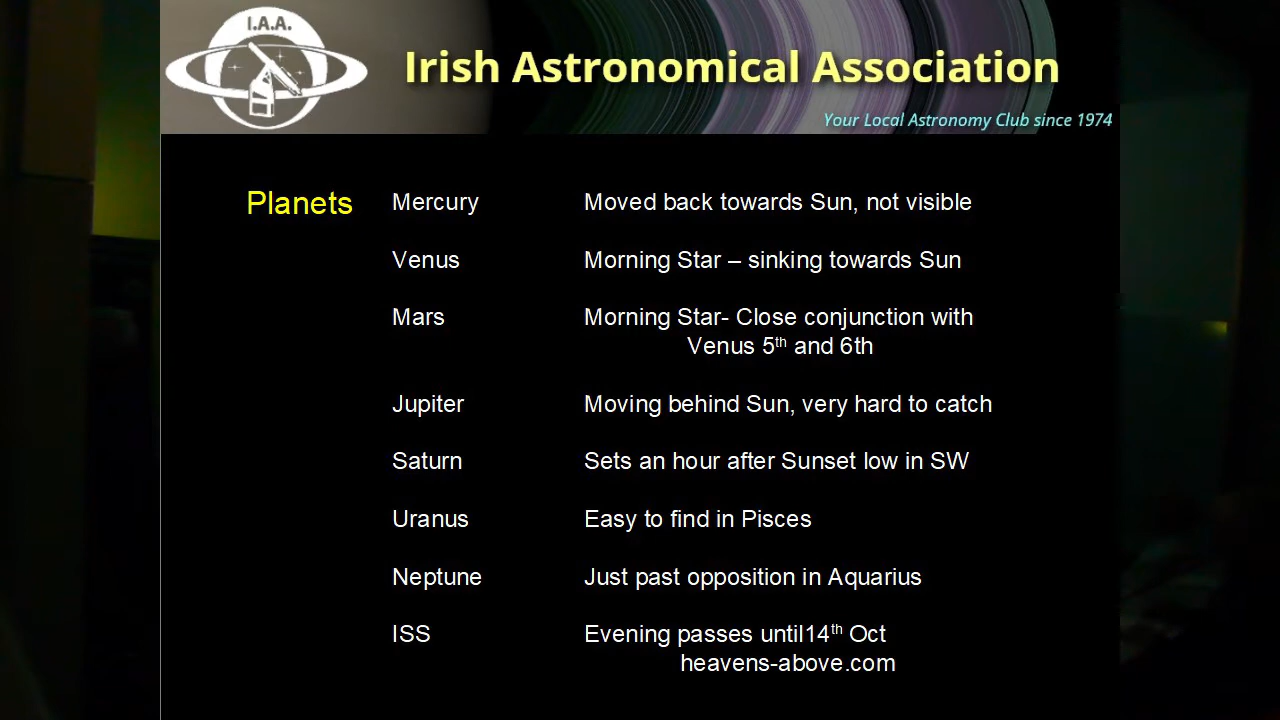 I.A.A.
Irish Astronomical Association
Your Local Astronomy Club since 1974
Planets
Mercury Moved back towards Sun, not visible
Venus Morning Star – sinking towards Sun
Mars Morning Star- Close conjunction with
Venus 5th and 6th
Jupiter Moving behind Sun, very hard to catch
Saturn Sets an hour after Sunset low in SW
Uranus Easy to find in Pisces
Neptune Just past opposition in Aquarius
ISS Evening passes until14th Oct
heavens-above.com